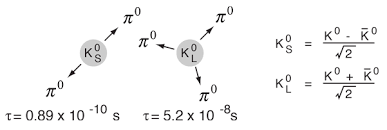 π⁰ π⁰
K⁰S π⁰ K⁰L
π⁰ π⁰
τ = 0.89 x 10 ⁻¹⁰ s τ = 5.2 x 10 ⁻⁸ s
K⁰S = K⁰ - K̄⁰ / √2
K⁰L = K⁰ + K̄⁰ / √2